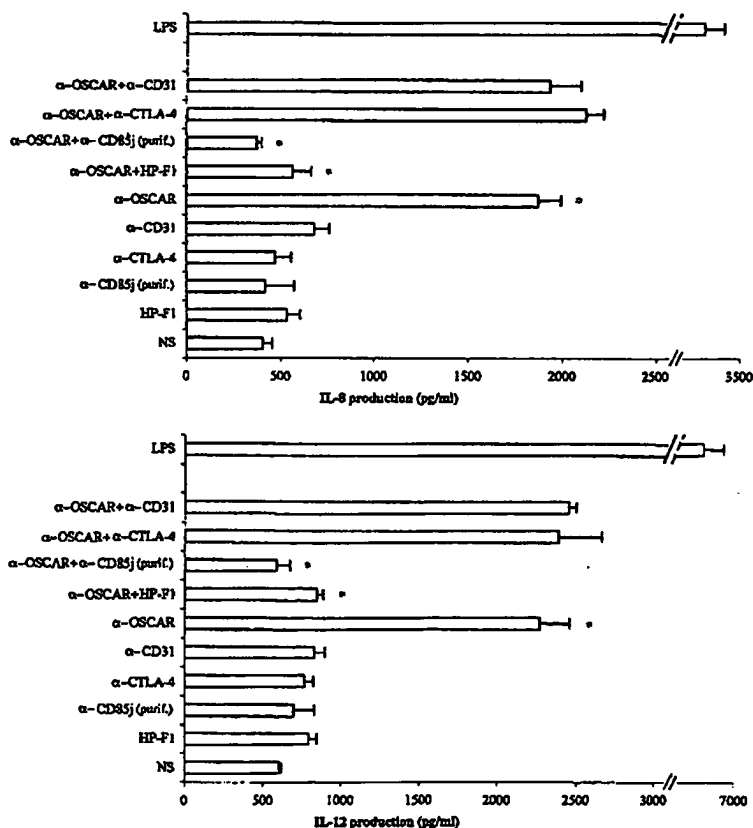 LPS
α-OSCAR+α-CD31
α-OSCAR+α-CTLA-4
α-OSCAR+α-CD85j (purif.)
α-OSCAR+HP-F1
α-OSCAR
α-CD31
α-CTLA-4
α-CD85j (purif.)
HP-F1
NS
0 500 1000 1500 2000 2500 3500
IL-8 production (pg/ml)
LPS
α-OSCAR+α-CD31
α-OSCAR+α-CTLA-4
α-OSCAR+α-CD85j (purif.)
α-OSCAR+HP-F1
α-OSCAR
α-CD31
α-CTLA-4
α-CD85j (purif.)
HP-F1
NS
0 500 1000 1500 2000 2500 3000 7000
IL-12 production (pg/ml)